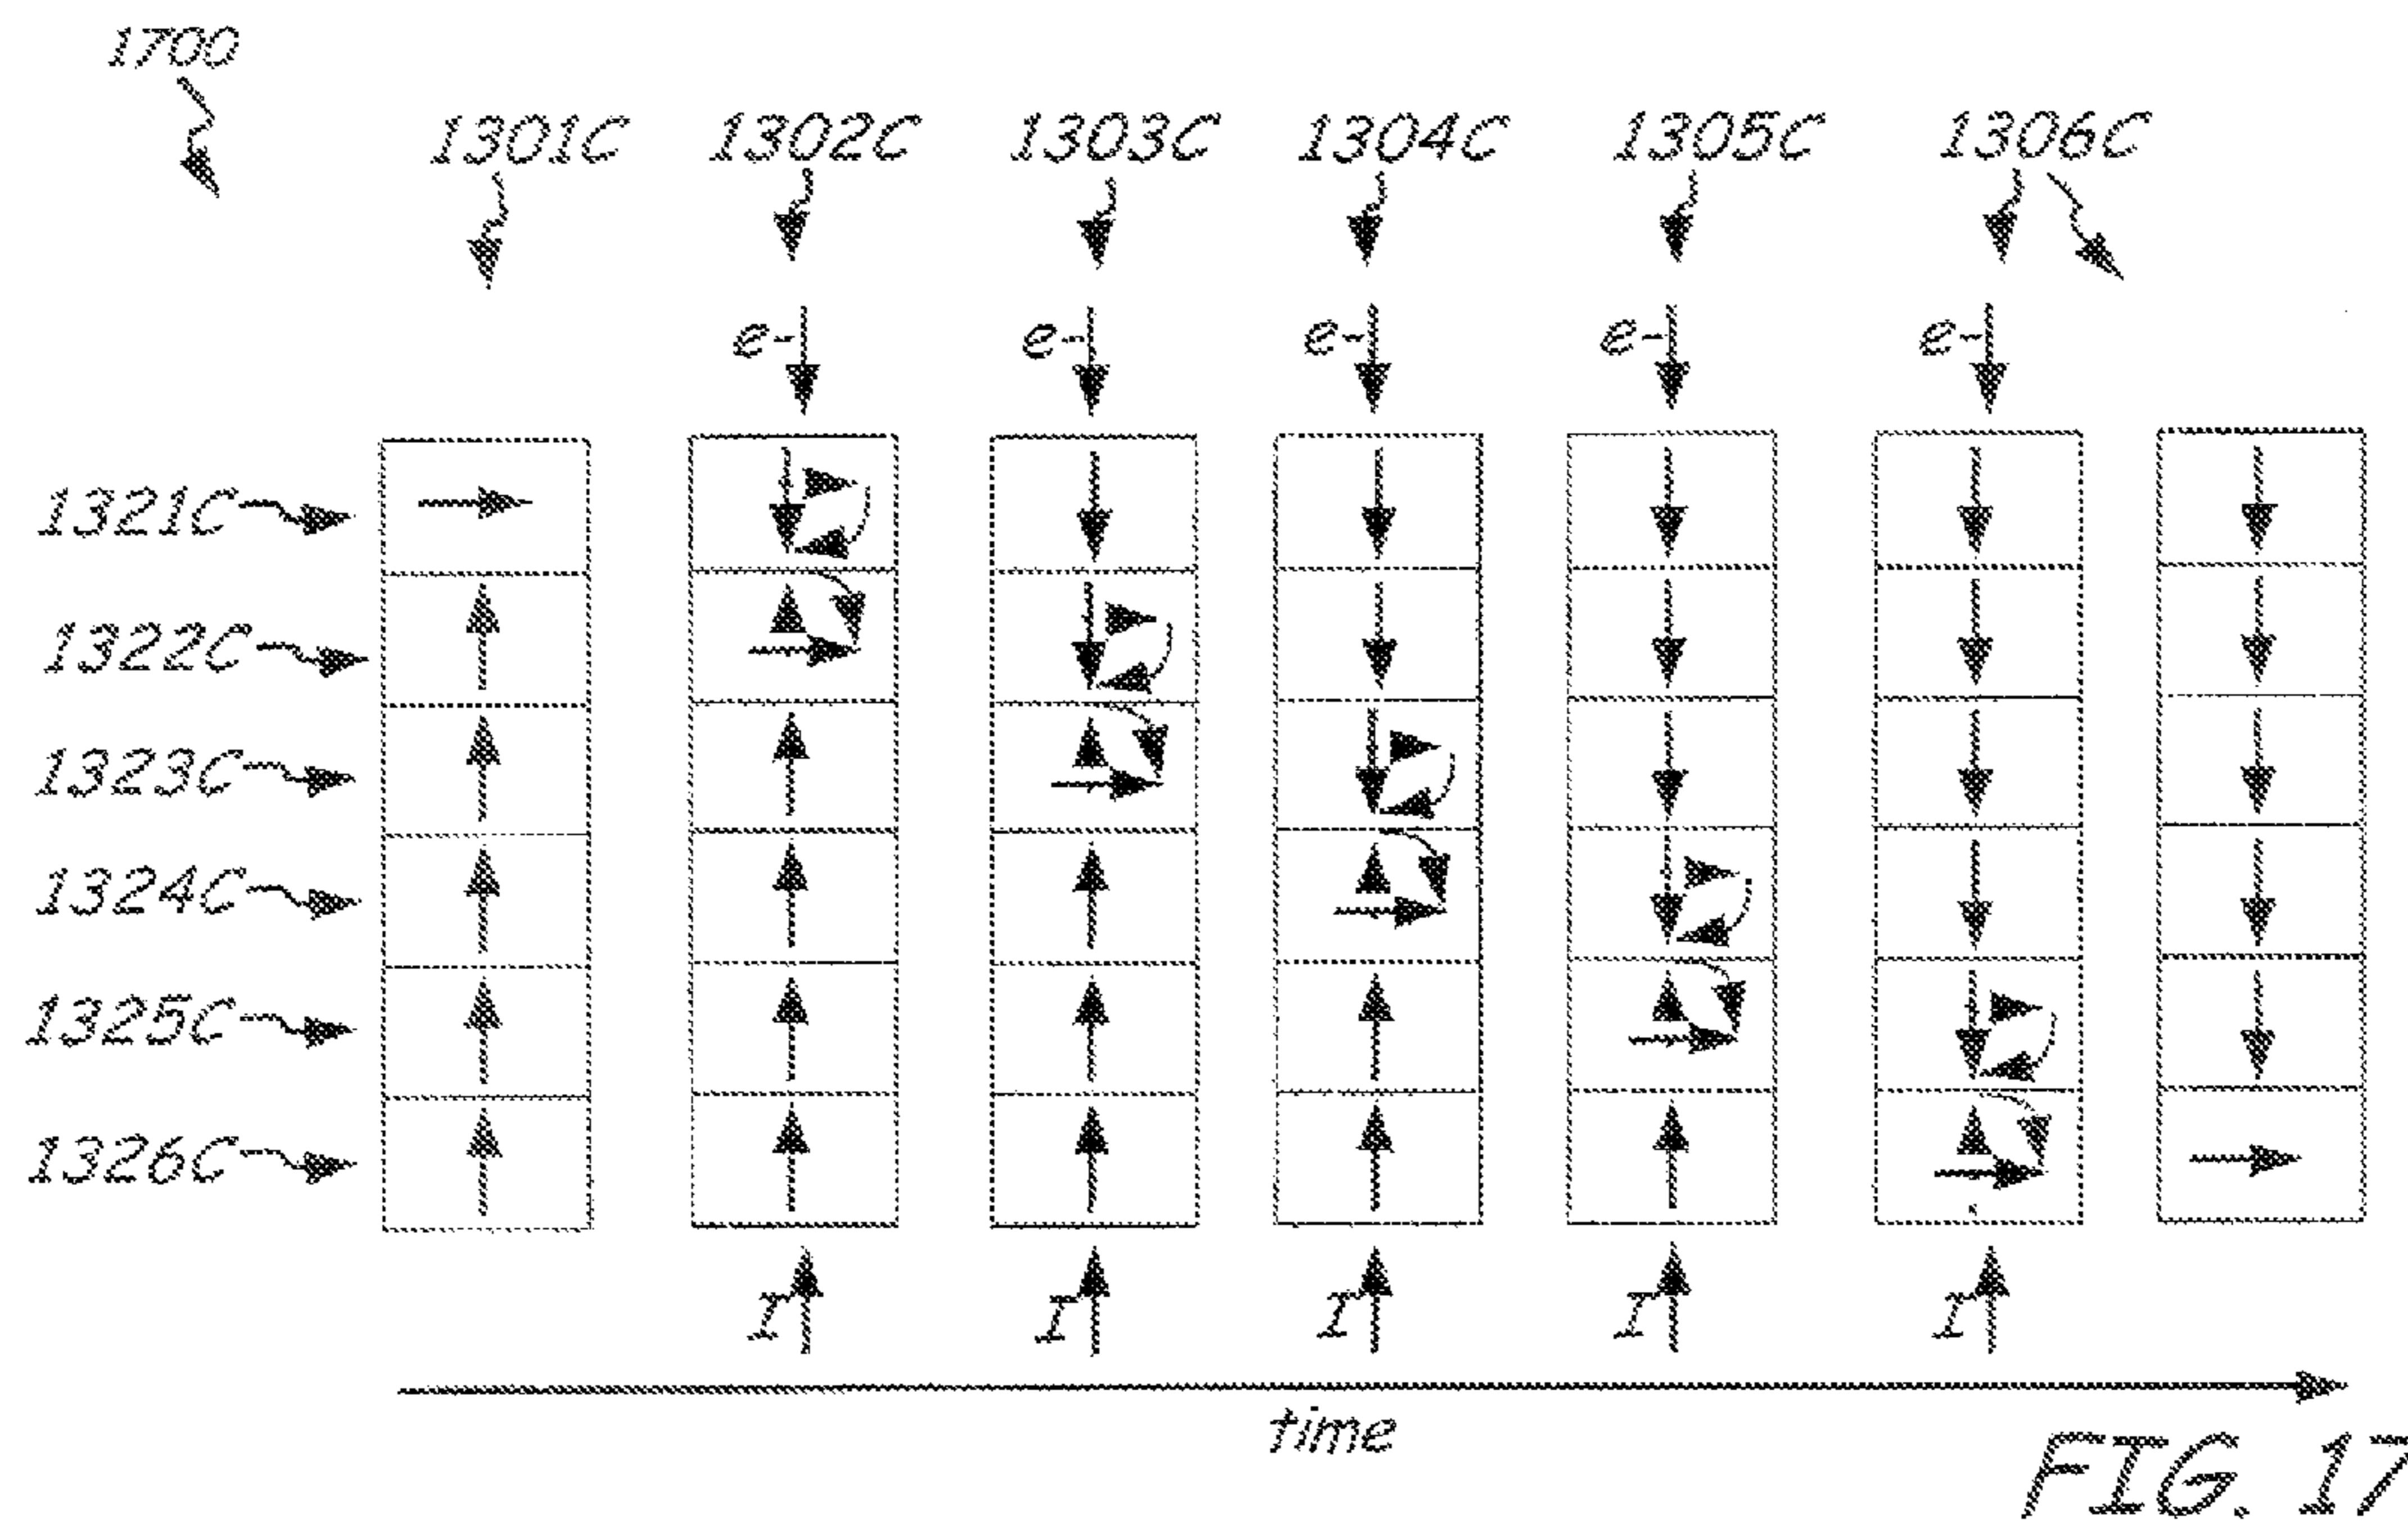 1700
1301C 1302C 1303C 1304C 1305C 1306C
e- e- e- e- e-
1321C
1322C
1323C
1324C
1325C
1326C
I I I I I
time
FIG. 17